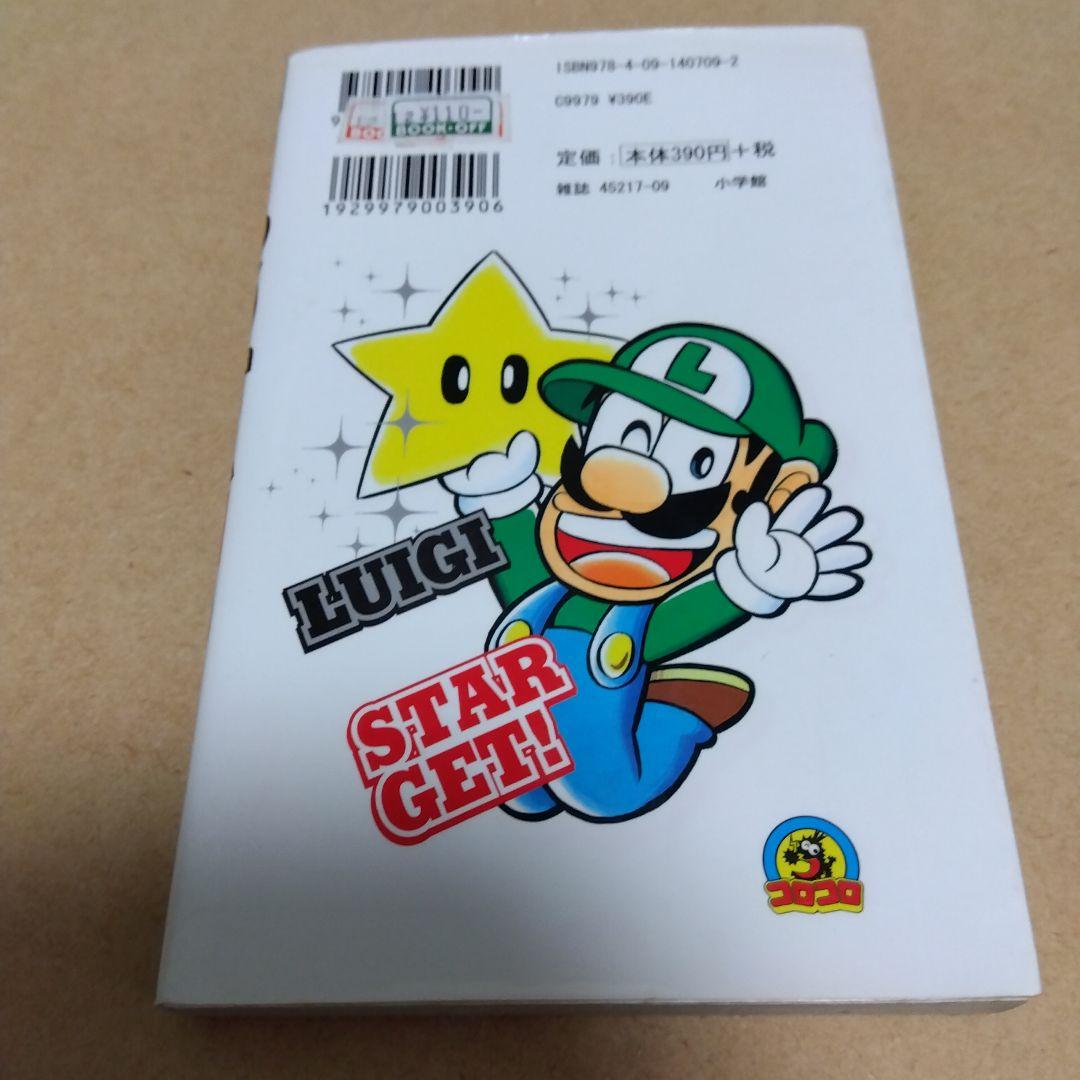 ISBN978-4-09-140709-2
C9979 ¥390E
9
¥110-
BOOK-OFF
定価：本体390円+税
雑誌 45217-09 小学館
1929979003906
L
LUIGI
STAR
GET!
コロコロ